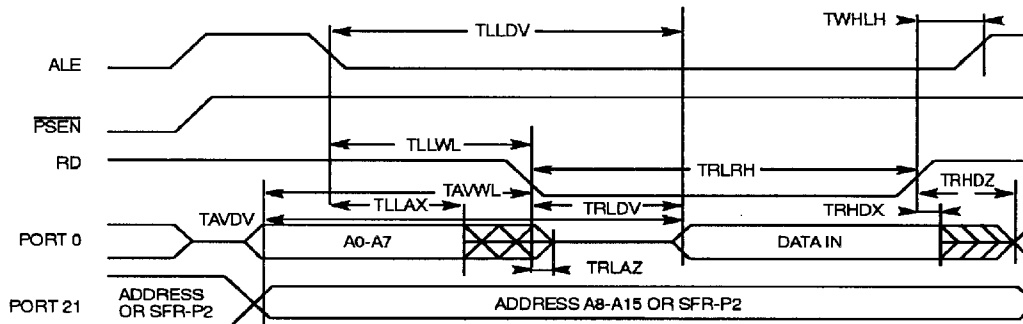 TLLDV
TWHLH
ALE
PSEN
TLLWL
RD
TRLRH
TAVWL
TRHDZ
TLLAX
TAVDV
TRLDV
TRHDX
PORT 0
A0-A7
DATA IN
TRLAZ
ADDRESS
OR SFR-P2
PORT 21
ADDRESS A8-A15 OR SFR-P2